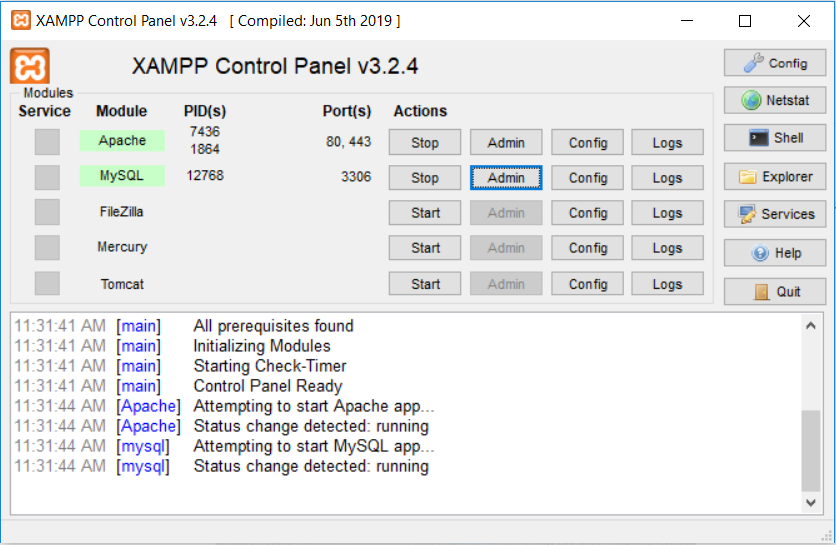 XAMPP Control Panel v3.2.4 [ Compiled: Jun 5th 2019 ]
XAMPP Control Panel v3.2.4
Config
Modules
Service Module PID(s) Port(s) Actions
Netstat
Apache 7436 1864 80, 443 Stop Admin Config Logs
Shell
MySQL 12768 3306 Stop Admin Config Logs
Explorer
FileZilla Start Admin Config Logs
Services
Mercury Start Admin Config Logs
Help
Tomcat Start Admin Config Logs
Quit
11:31:41 AM [main] All prerequisites found
11:31:41 AM [main] Initializing Modules
11:31:41 AM [main] Starting Check-Timer
11:31:41 AM [main] Control Panel Ready
11:31:44 AM [Apache] Attempting to start Apache app...
11:31:44 AM [Apache] Status change detected: running
11:31:44 AM [mysql] Attempting to start MySQL app...
11:31:44 AM [mysql] Status change detected: running